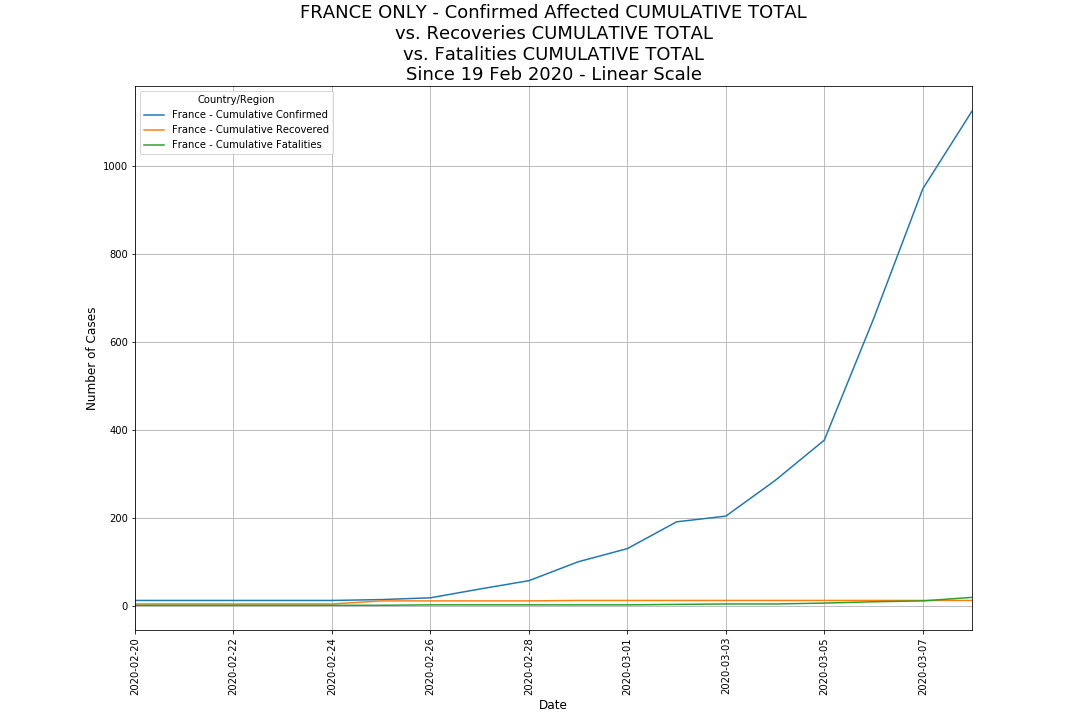 FRANCE ONLY - Confirmed Affected CUMULATIVE TOTAL
vs. Recoveries CUMULATIVE TOTAL
vs. Fatalities CUMULATIVE TOTAL
Since 19 Feb 2020 - Linear Scale
Country/Region
France - Cumulative Confirmed
France - Cumulative Recovered
France - Cumulative Fatalities
1000
800
600
400
200
0
Number of Cases
2020-02-20
2020-02-22
2020-02-24
2020-02-26
2020-02-28
2020-03-01
2020-03-03
2020-03-05
2020-03-07
Date